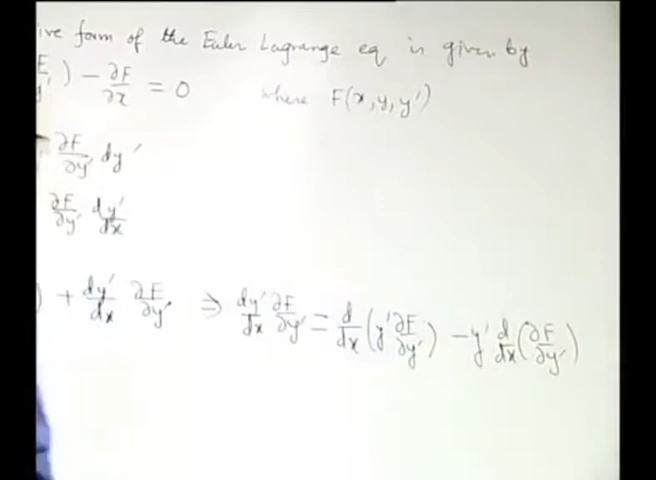 ive form of the Euler Lagrange eq is given by
) − ∂F/∂x = 0 where F(x, y, y')
∂F/∂y' dy'
∂F/∂y' dy'/dx
) + dy'/dx ∂F/∂y' ⇒ dy'/dx ∂F/∂y' = d/dx (y' ∂F/∂y') − y' d/dx (∂F/∂y')